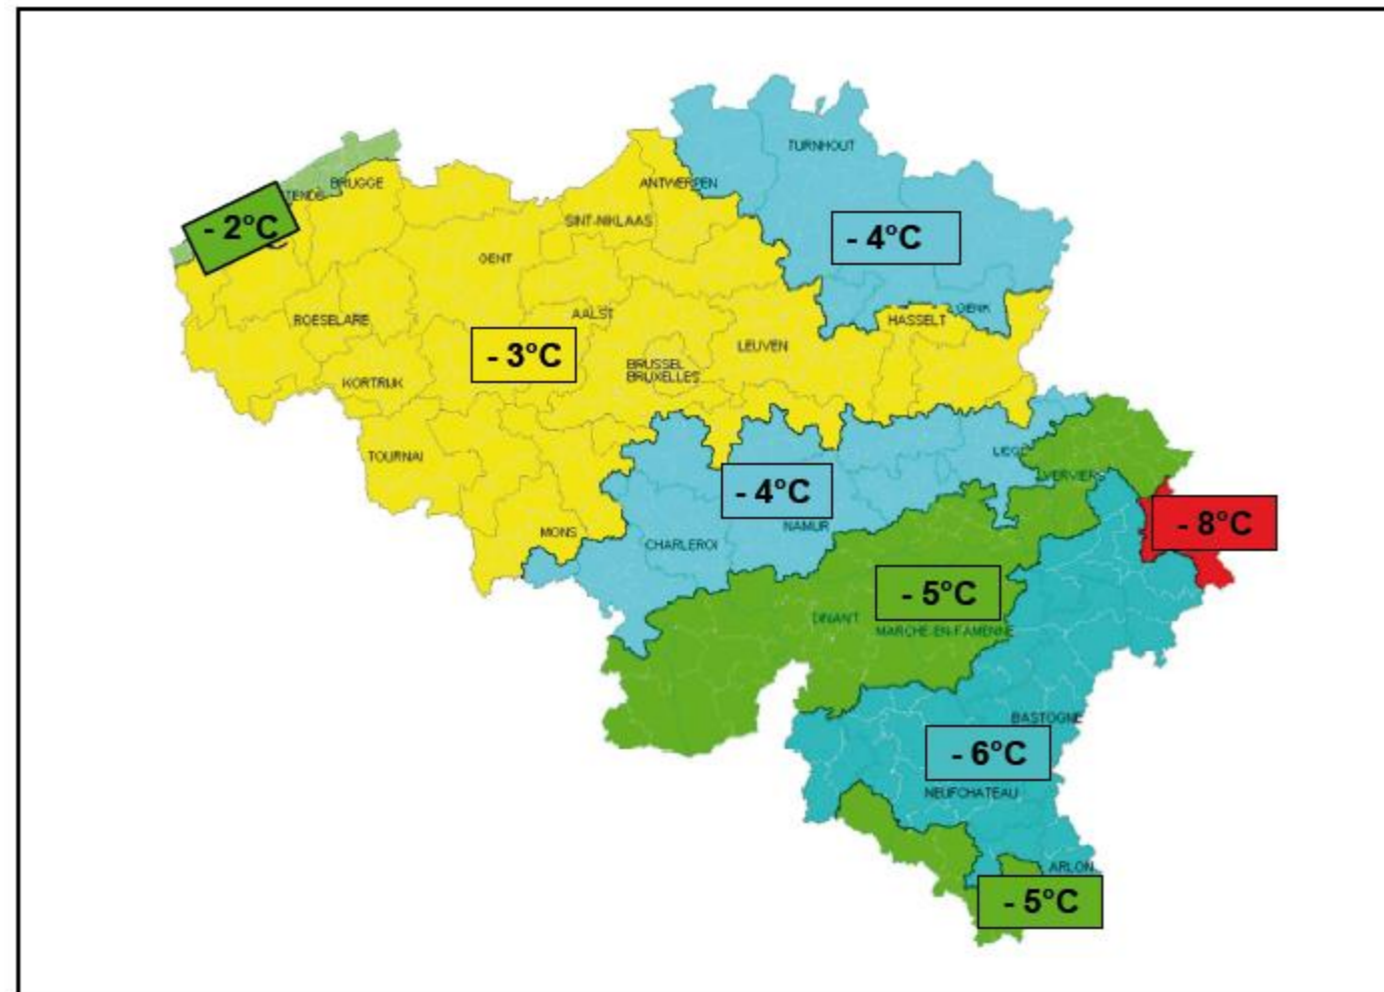 TURNHOUT
BRUGGE
ANTWERPEN
- 2°C
SINT-NIKLAAS
- 4°C
GENT
ROESELARE
AALST
GENK
HASSELT
- 3°C
LEUVEN
BRUSSEL
BRUXELLES
KORTRIJK
TOURNAI
LIEGE
VERVIERS
- 4°C
NAMUR
- 8°C
MONS
CHARLEROI
- 5°C
DINANT
MARCHE-EN-FAMENNE
BASTOGNE
- 6°C
NEUFCHATEAU
ARLON
- 5°C